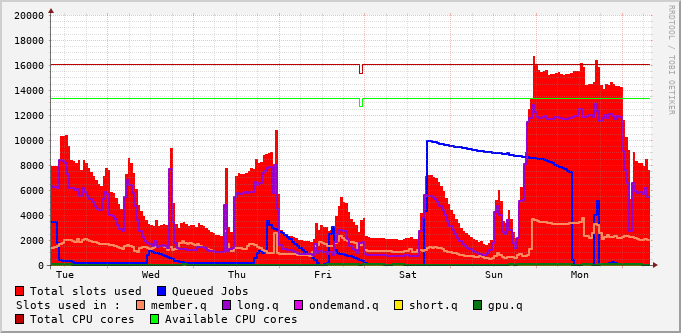 RRDTOOL / TOBI OETIKER
20000
18000
16000
14000
12000
10000
8000
6000
4000
2000
0
Tue Wed Thu Fri Sat Sun Mon
Total slots used Queued Jobs
Slots used in : member.q long.q ondemand.q short.q gpu.q
Total CPU cores Available CPU cores